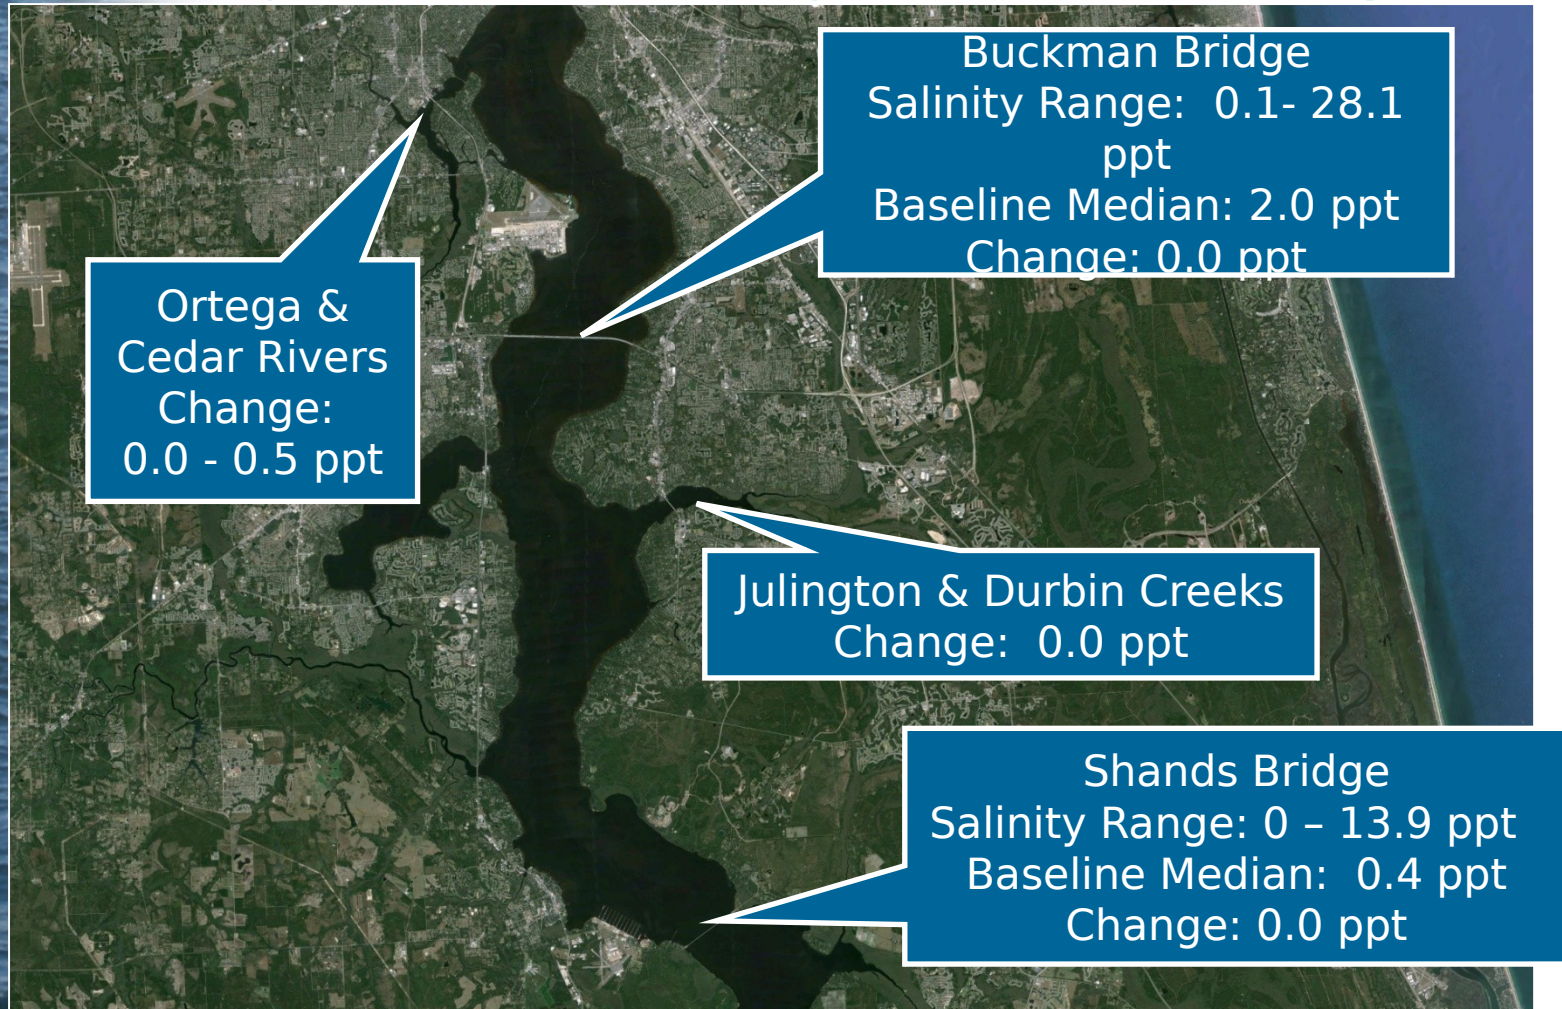 Buckman Bridge
Salinity Range:  0.1- 28.1
ppt
Baseline Median: 2.0 ppt
Change: 0.0 ppt
Ortega &
Cedar Rivers
Change:
0.0 - 0.5 ppt
Julington & Durbin Creeks
Change:  0.0 ppt
Shands Bridge
Salinity Range: 0 – 13.9 ppt
Baseline Median:  0.4 ppt
Change: 0.0 ppt